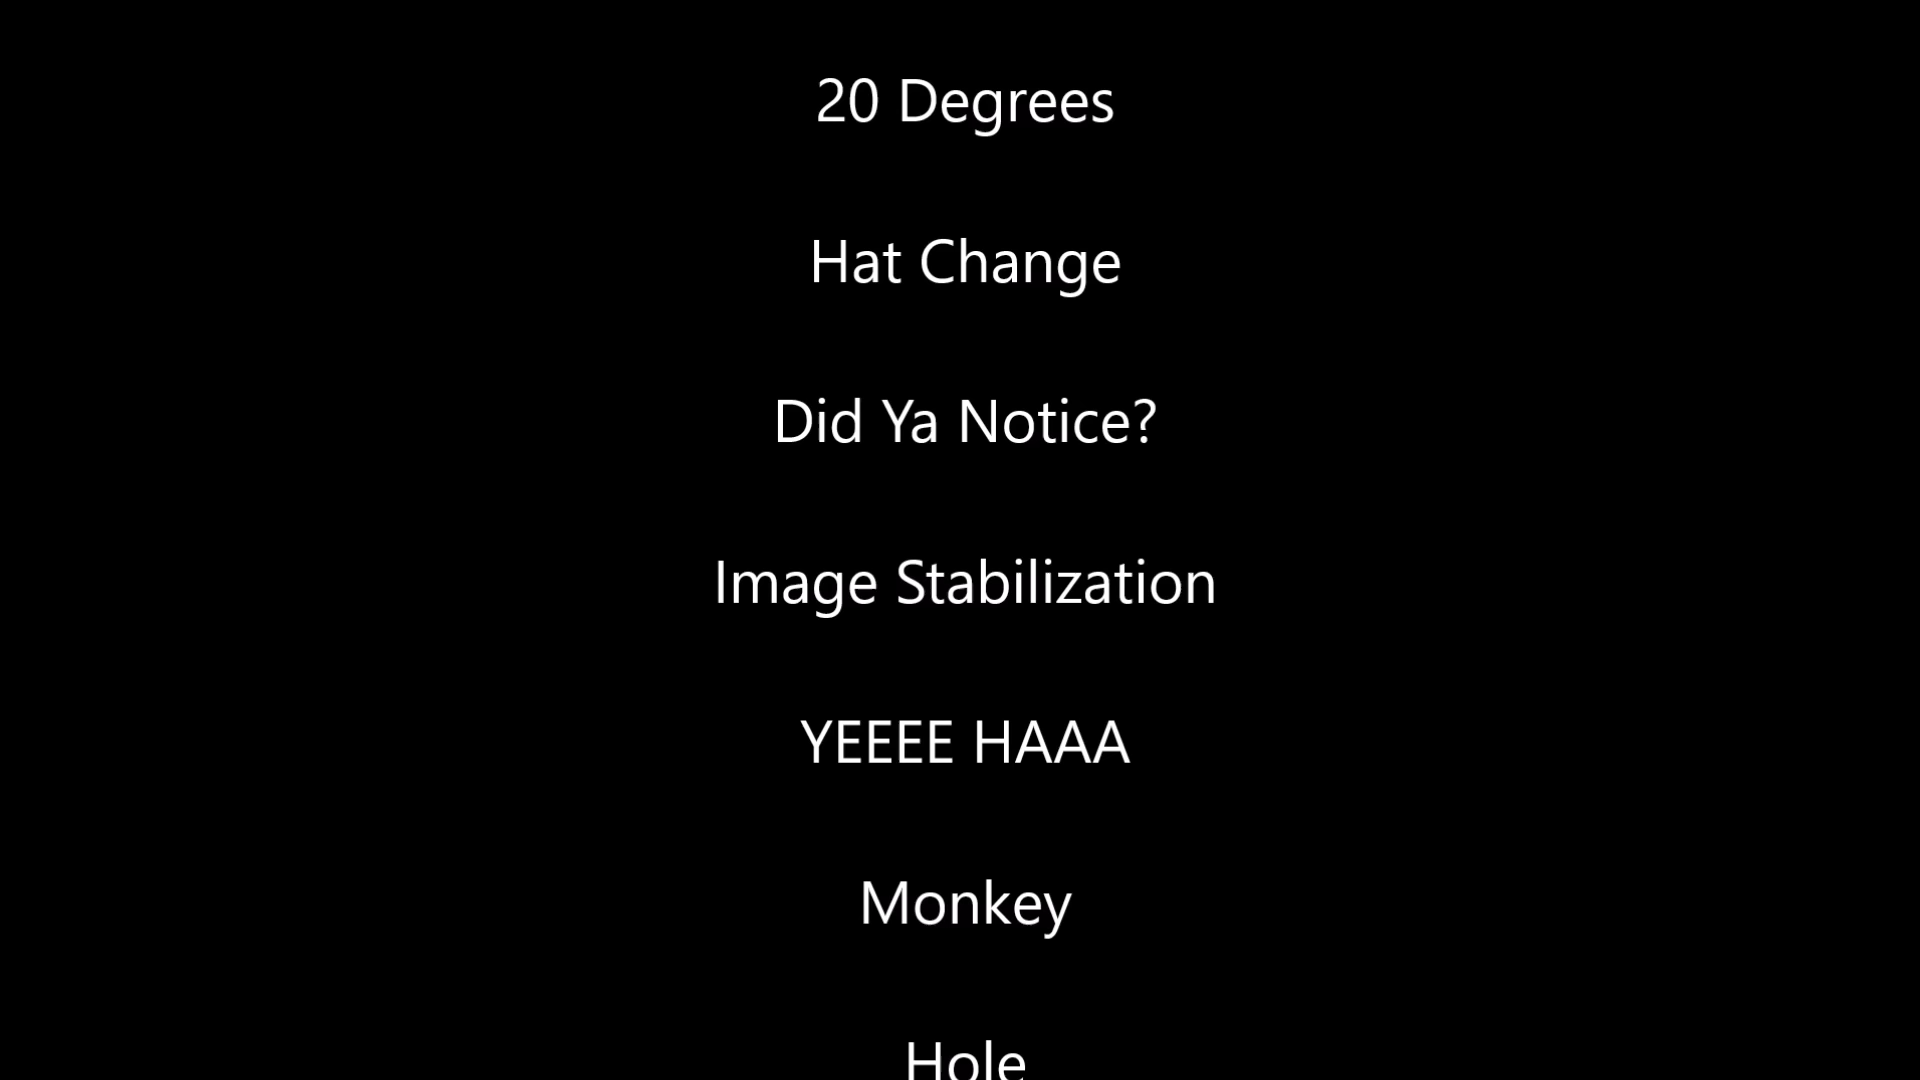 20 Degrees
Hat Change
Did Ya Notice?
Image Stabilization
YEEEE HAAA
Monkey
Hole